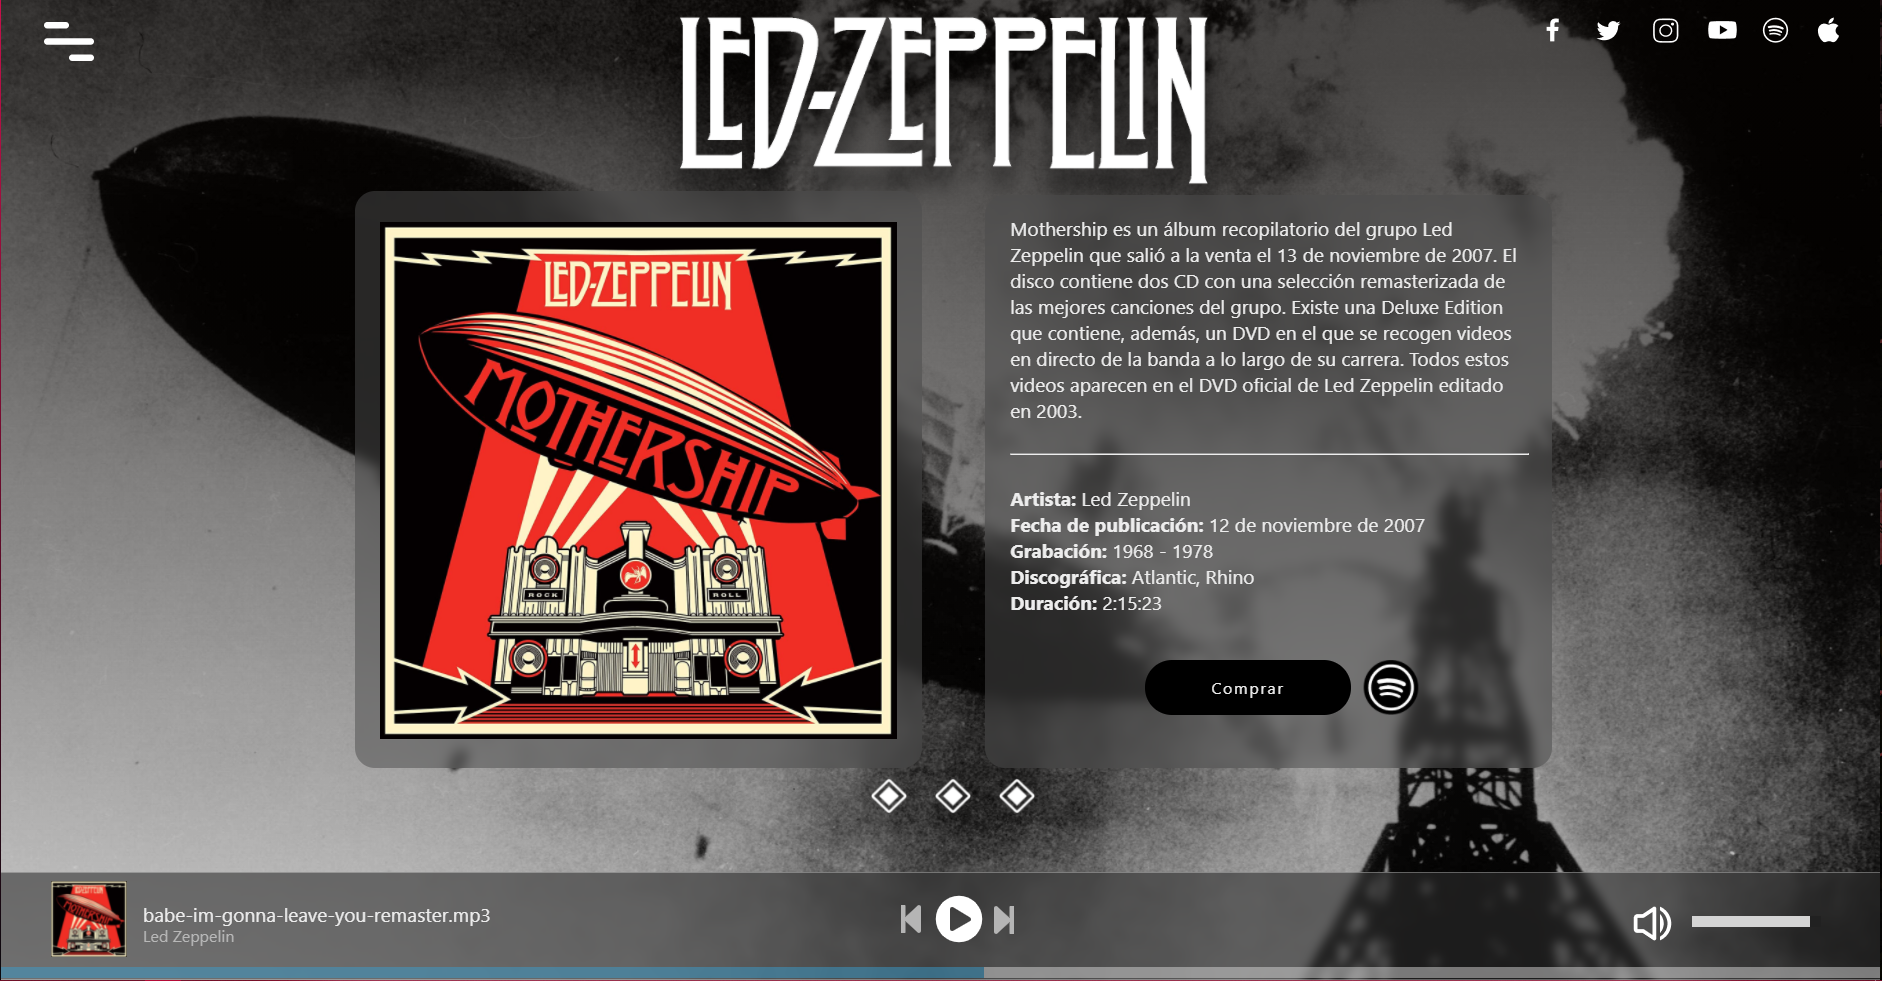 LED-ZEPPELIN
LED-ZEPPELIN
MOTHERSHIP
ROCK
ROLL
Mothership es un álbum recopilatorio del grupo Led
Zeppelin que salió a la venta el 13 de noviembre de 2007. El
disco contiene dos CD con una selección remasterizada de
las mejores canciones del grupo. Existe una Deluxe Edition
que contiene, además, un DVD en el que se recogen videos
en directo de la banda a lo largo de su carrera. Todos estos
videos aparecen en el DVD oficial de Led Zeppelin editado
en 2003.
Artista: Led Zeppelin
Fecha de publicación: 12 de noviembre de 2007
Grabación: 1968 - 1978
Discográfica: Atlantic, Rhino
Duración: 2:15:23
Comprar
LED-ZEPPELIN
MOTHERSHIP
babe-im-gonna-leave-you-remaster.mp3
Led Zeppelin